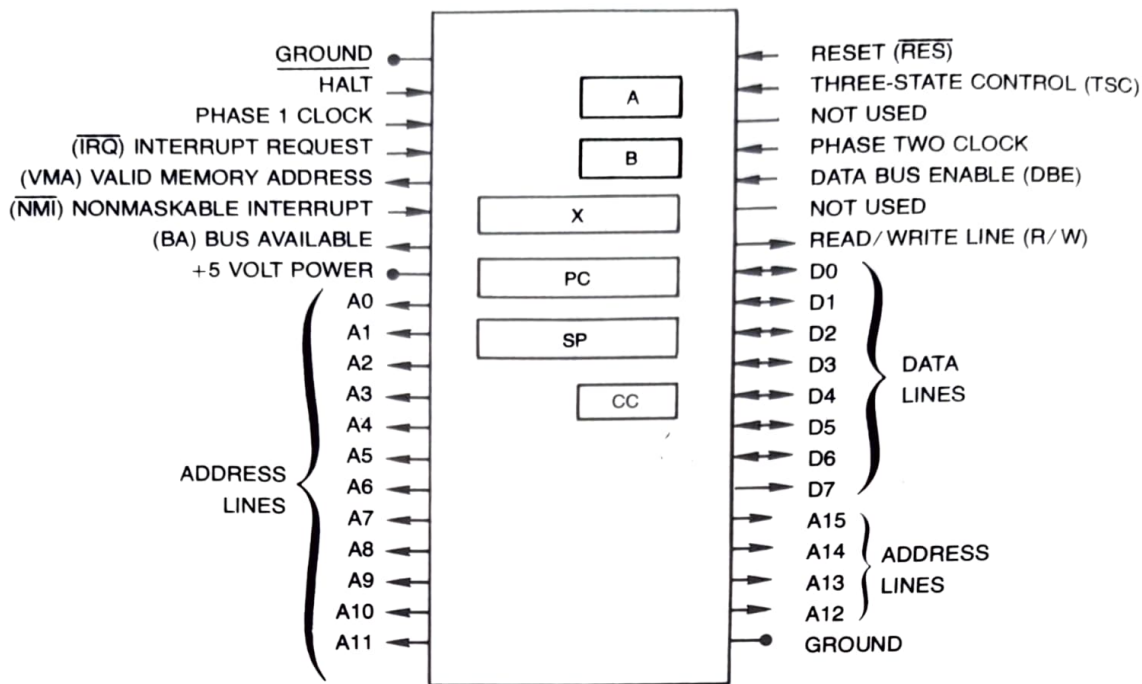 GROUND
HALT
PHASE 1 CLOCK
(IRQ) INTERRUPT REQUEST
(VMA) VALID MEMORY ADDRESS
(NMI) NONMASKABLE INTERRUPT
(BA) BUS AVAILABLE
+5 VOLT POWER
A0
A1
A2
A3
A4
A5
A6
A7
A8
A9
A10
A11
ADDRESS
LINES
A
B
X
PC
SP
CC
RESET (RES)
THREE-STATE CONTROL (TSC)
NOT USED
PHASE TWO CLOCK
DATA BUS ENABLE (DBE)
NOT USED
READ/WRITE LINE (R/W)
D0
D1
D2
D3
D4
D5
D6
D7
DATA
LINES
A15
A14
A13
A12
ADDRESS
LINES
GROUND